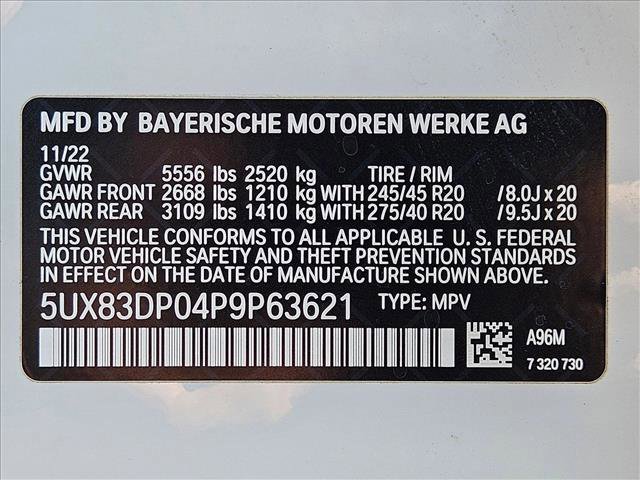 MFD BY BAYERISCHE MOTOREN WERKE AG
11/22
GVWR 5556 lbs 2520 kg TIRE / RIM
GAWR FRONT 2668 lbs 1210 kg WITH 245/45 R20 /8.0J x 20
GAWR REAR 3109 lbs 1410 kg WITH 275/40 R20 /9.5J x 20
THIS VEHICLE CONFORMS TO ALL APPLICABLE U. S. FEDERAL
MOTOR VEHICLE SAFETY AND THEFT PREVENTION STANDARDS
IN EFFECT ON THE DATE OF MANUFACTURE SHOWN ABOVE.
5UX83DP04P9P63621 TYPE: MPV
A96M
7 320 730